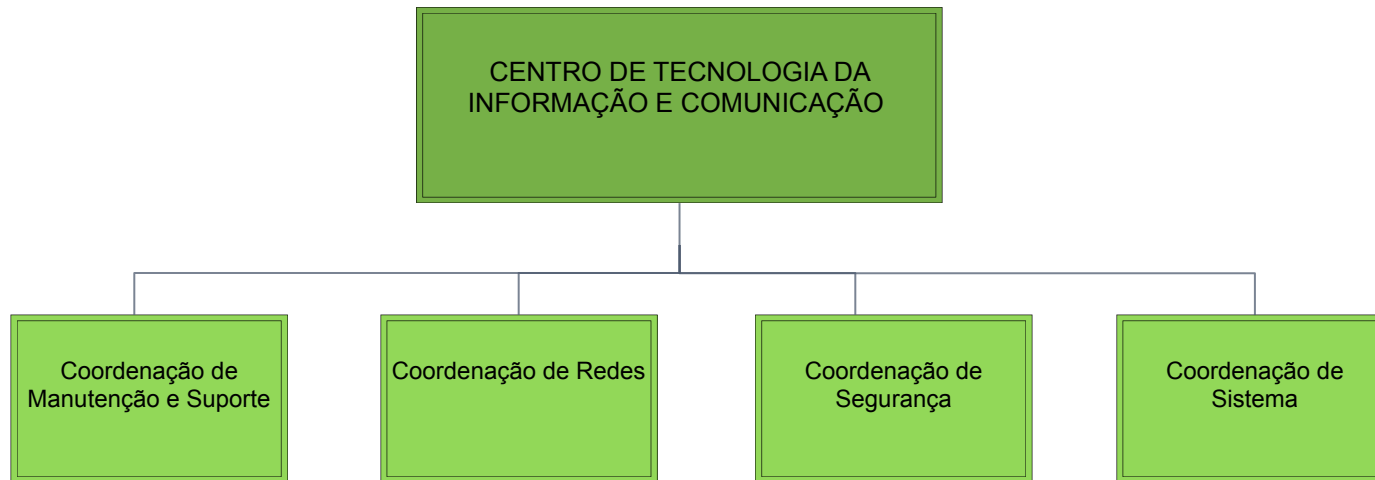 CENTRO DE TECNOLOGIA DA
INFORMAÇÃO E COMUNICAÇÃO
Coordenação de
Manutenção e Suporte
Coordenação de Redes
Coordenação de
Segurança
Coordenação de
Sistema